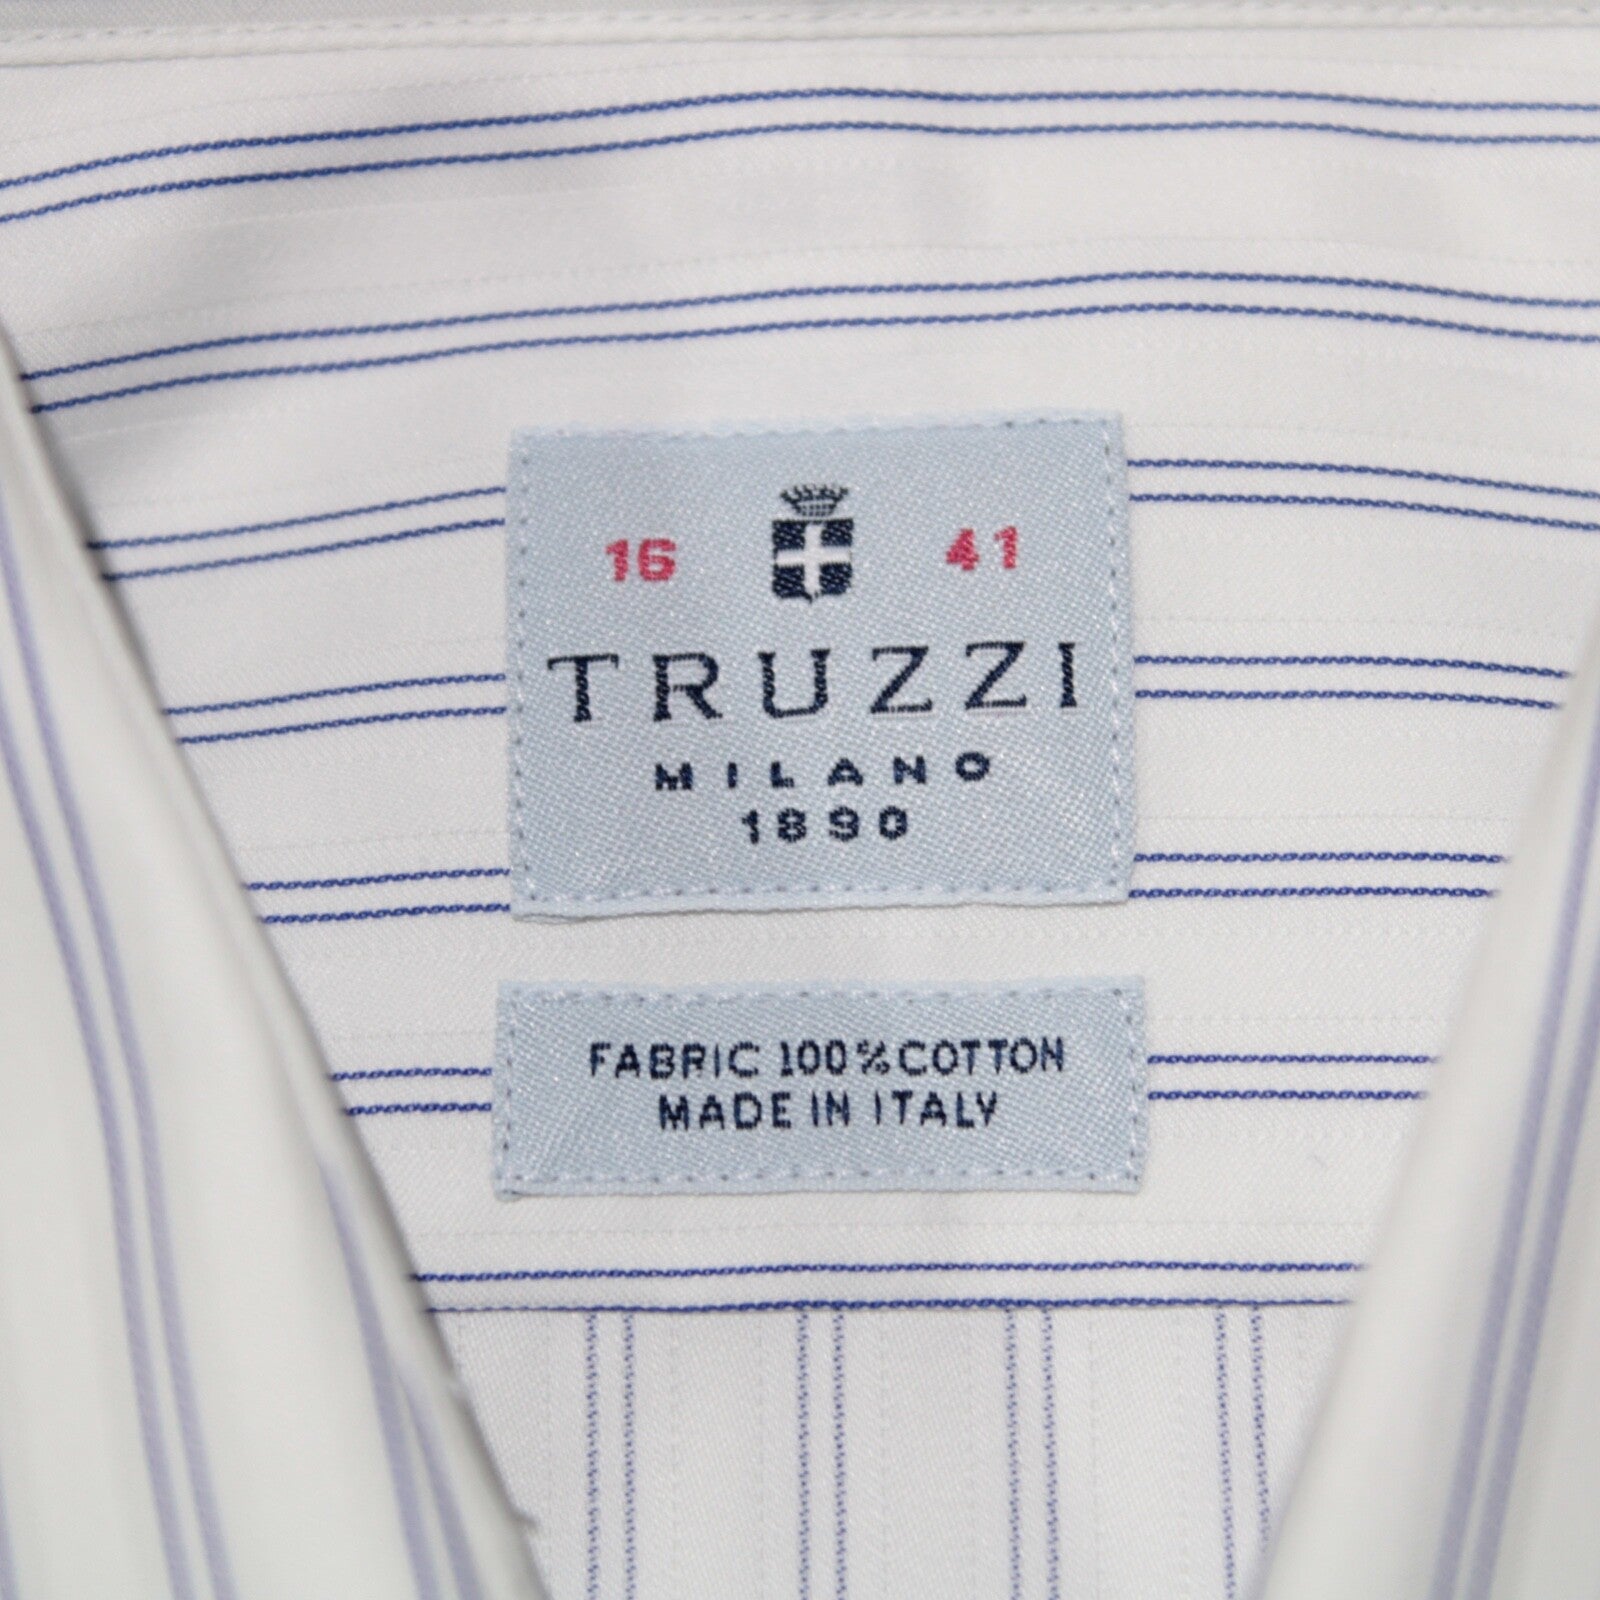 16 41
TRUZZI
MILANO
1890
FABRIC 100% COTTON
MADE IN ITALY